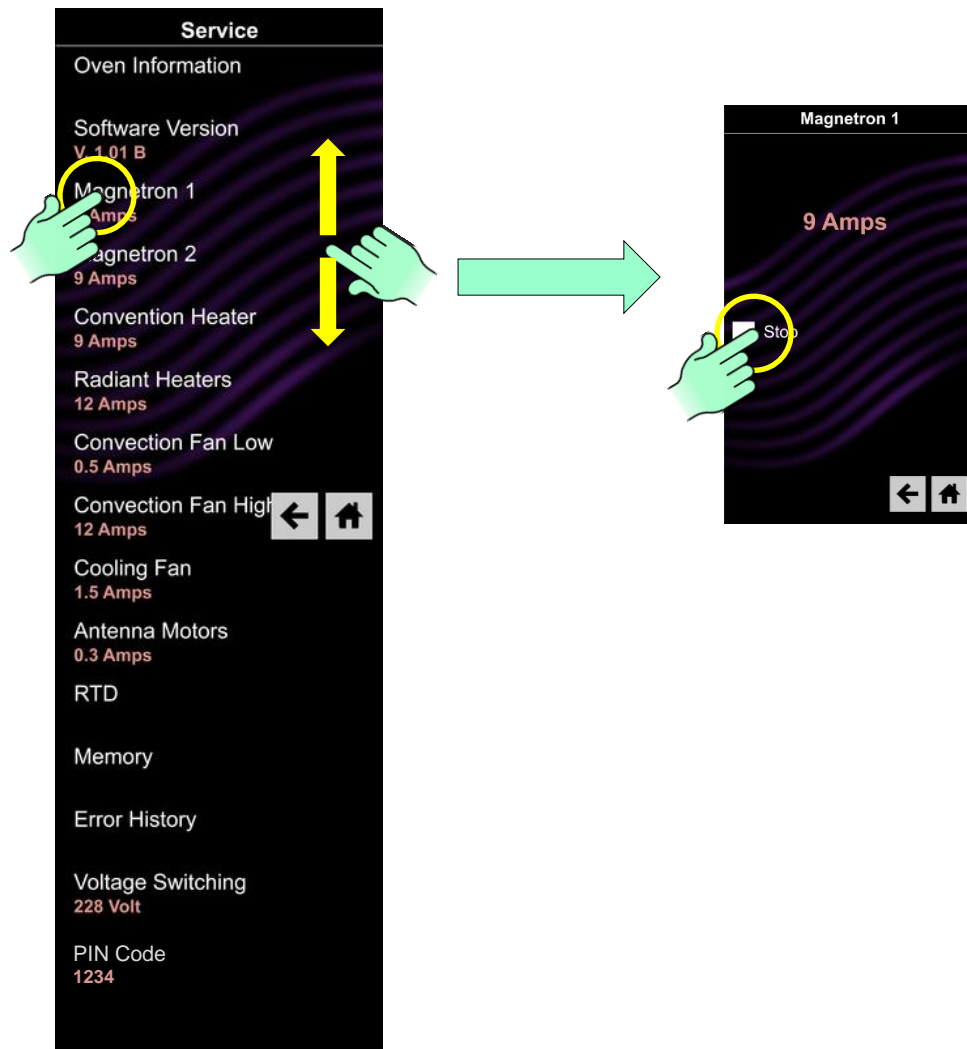 Service
Oven Information
Software Version
V. 1.01 B
Magnetron 1
Amps
Magnetron 2
9 Amps
Convention Heater
9 Amps
Radiant Heaters
12 Amps
Convection Fan Low
0.5 Amps
Convection Fan High
12 Amps
Cooling Fan
1.5 Amps
Antenna Motors
0.3 Amps
RTD
Memory
Error History
Voltage Switching
228 Volt
PIN Code
1234
Magnetron 1
9 Amps
Stop